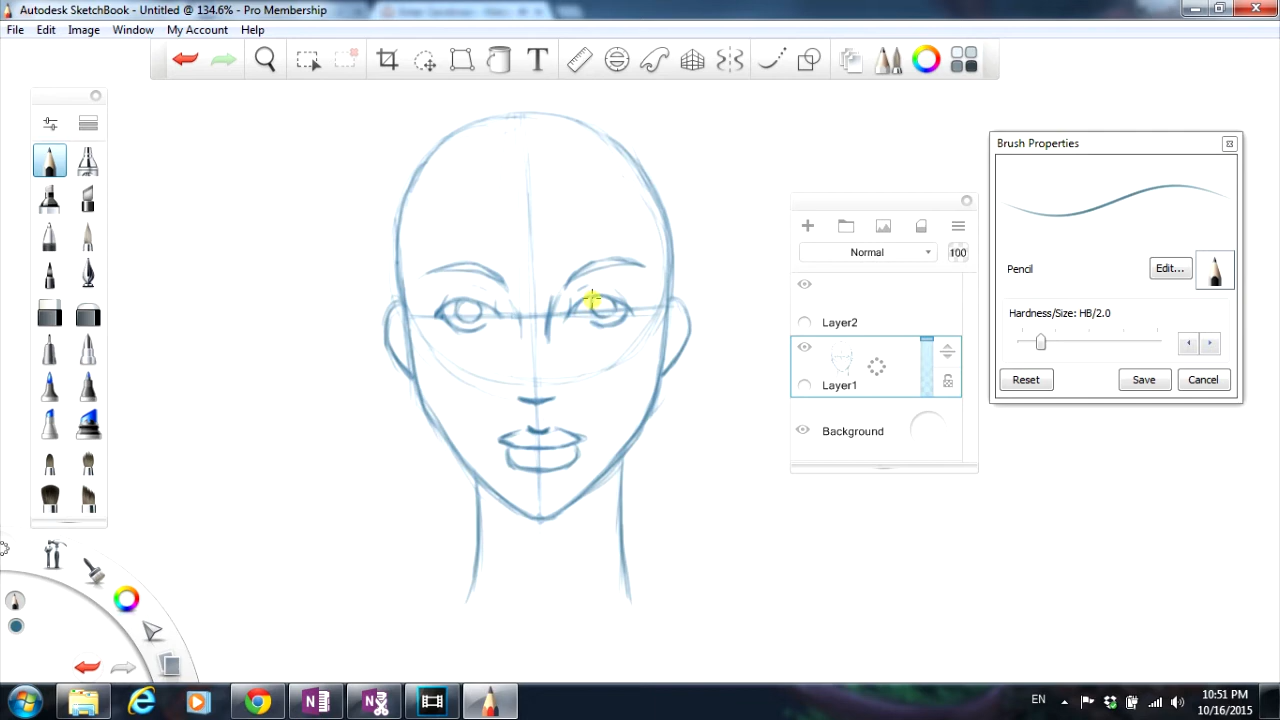 Autodesk SketchBook - Untitled @ 134.6% - Pro Membership
File Edit Image Window My Account Help
T
Brush Properties
Normal 100
Pencil Edit...
Hardness/Size: HB/2.0
Layer2
Reset Save Cancel
Layer1
Background
EN 10:51 PM
10/16/2015